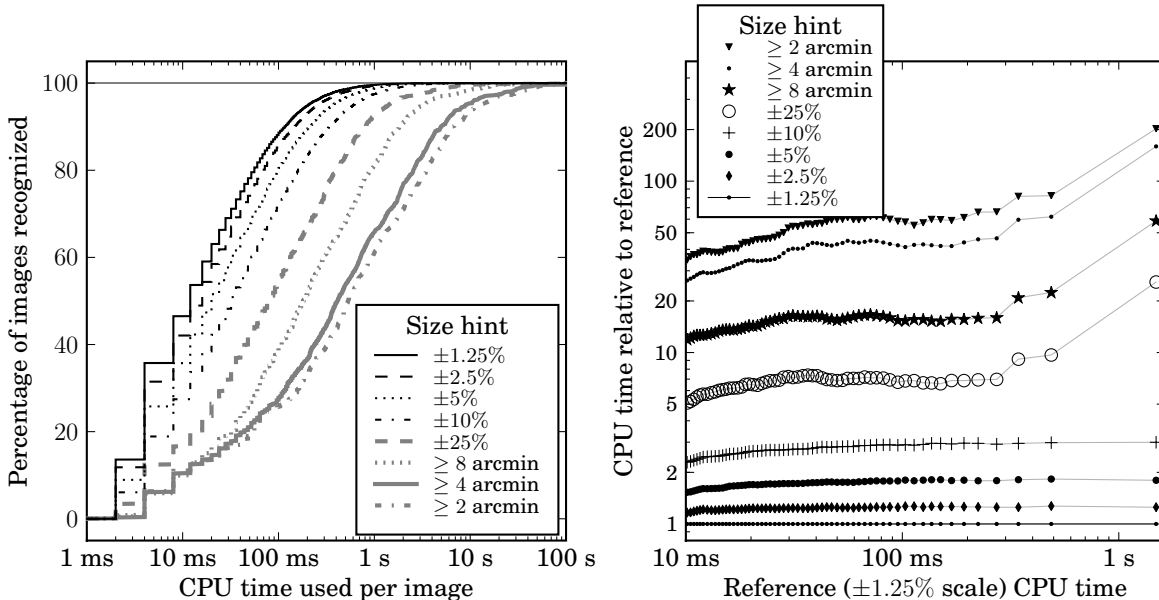 Percentage of images recognized
100
80
60
40
20
0
1 ms
10 ms
100 ms
1 s
10 s
100 s
CPU time used per image
Size hint
±1.25%
±2.5%
±5%
±10%
±25%
≥ 8 arcmin
≥ 4 arcmin
≥ 2 arcmin
CPU time relative to reference
200
100
50
20
10
5
2
1
10 ms
100 ms
1 s
Reference (±1.25% scale) CPU time
Size hint
≥ 2 arcmin
≥ 4 arcmin
≥ 8 arcmin
±25%
±10%
±5%
±2.5%
±1.25%